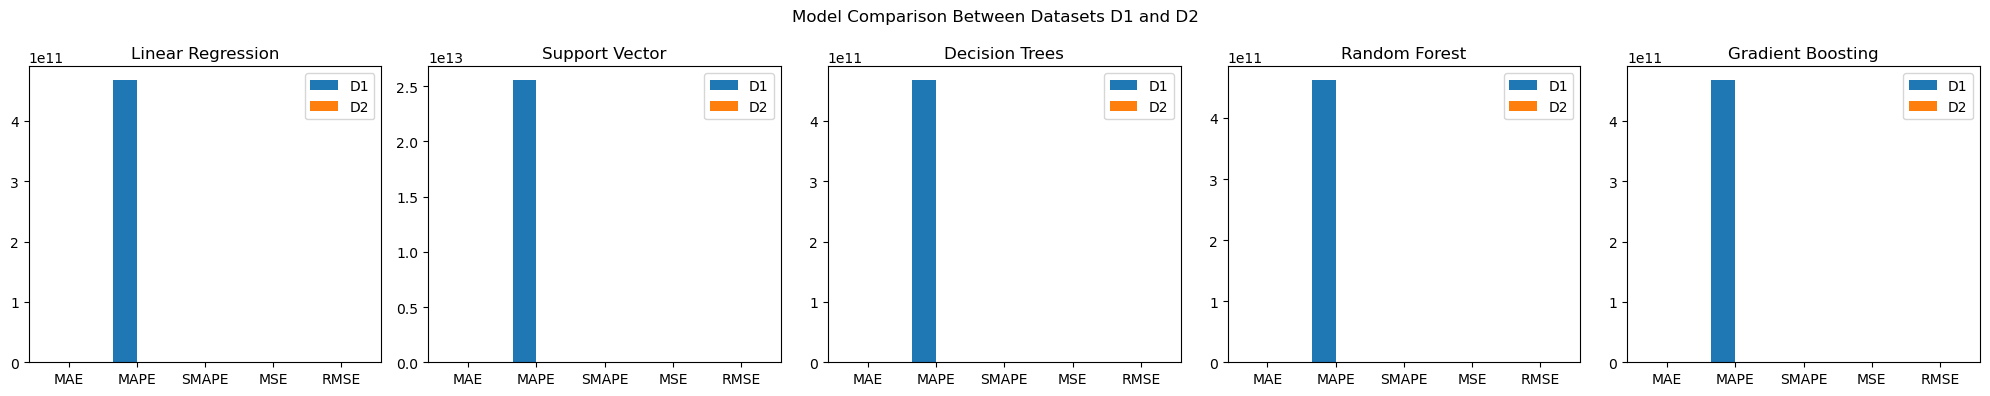 Model Comparison Between Datasets D1 and D2
Linear Regression
1e11
4
3
2
1
0
MAE MAPE SMAPE MSE RMSE
D1
D2
Support Vector
1e13
2.5
2.0
1.5
1.0
0.5
0.0
MAE MAPE SMAPE MSE RMSE
D1
D2
Decision Trees
1e11
4
3
2
1
0
MAE MAPE SMAPE MSE RMSE
D1
D2
Random Forest
1e11
4
3
2
1
0
MAE MAPE SMAPE MSE RMSE
D1
D2
Gradient Boosting
1e11
4
3
2
1
0
MAE MAPE SMAPE MSE RMSE
D1
D2